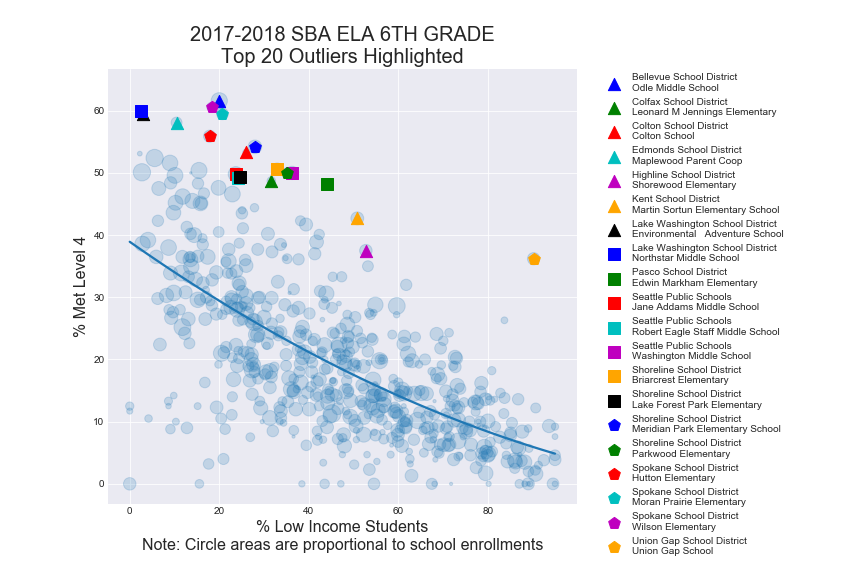 2017-2018 SBA ELA 6TH GRADE
Top 20 Outliers Highlighted
% Met Level 4
60
50
40
30
20
10
0
0
20
40
60
80
% Low Income Students
Note: Circle areas are proportional to school enrollments
Bellevue School District
Odle Middle School
Colfax School District
Leonard M Jennings Elementary
Colton School District
Colton School
Edmonds School District
Maplewood Parent Coop
Highline School District
Shorewood Elementary
Kent School District
Martin Sortun Elementary School
Lake Washington School District
Environmental   Adventure School
Lake Washington School District
Northstar Middle School
Pasco School District
Edwin Markham Elementary
Seattle Public Schools
Jane Addams Middle School
Seattle Public Schools
Robert Eagle Staff Middle School
Seattle Public Schools
Washington Middle School
Shoreline School District
Briarcrest Elementary
Shoreline School District
Lake Forest Park Elementary
Shoreline School District
Meridian Park Elementary School
Shoreline School District
Parkwood Elementary
Spokane School District
Hutton Elementary
Spokane School District
Moran Prairie Elementary
Spokane School District
Wilson Elementary
Union Gap School District
Union Gap School